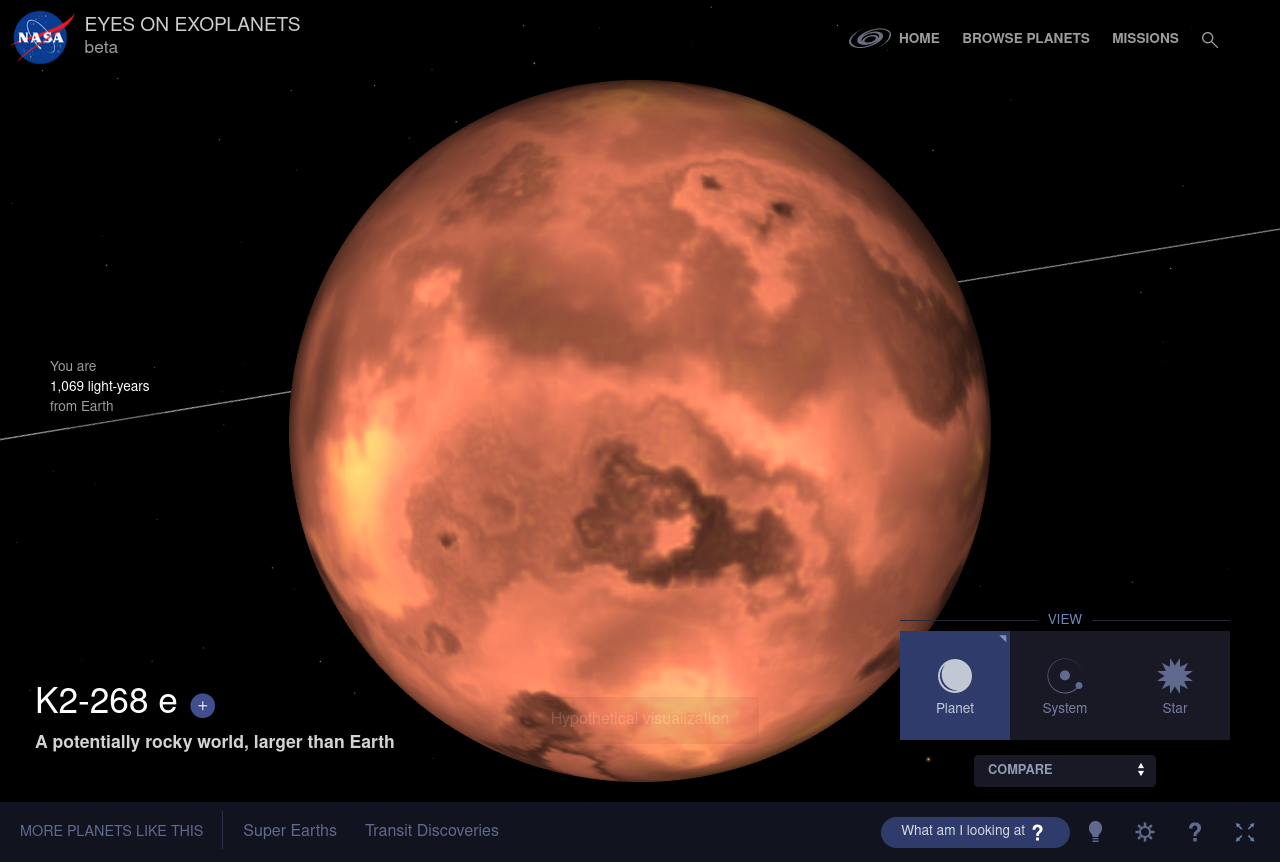 NASA
EYES ON EXOPLANETS
beta
HOME
BROWSE PLANETS
MISSIONS
You are
1,069 light-years
from Earth
VIEW
Planet
System
Star
K2-268 e +
A potentially rocky world, larger than Earth
Hypothetical visualization
COMPARE
MORE PLANETS LIKE THIS
Super Earths
Transit Discoveries
What am I looking at ?
?